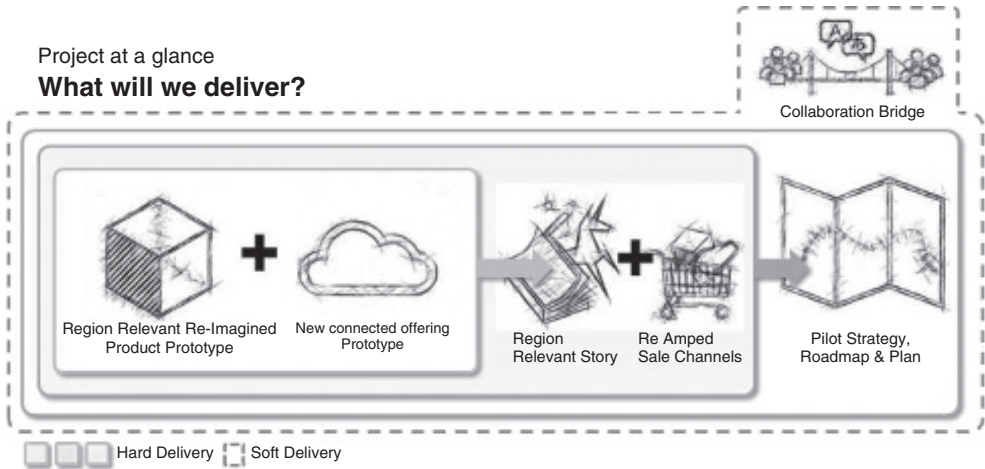 Project at a glance
What will we deliver?
A
あ
Collaboration Bridge
Region Relevant Re-Imagined
Product Prototype
New connected offering
Prototype
Region
Relevant Story
Re Amped
Sale Channels
Pilot Strategy,
Roadmap & Plan
Hard Delivery
Soft Delivery